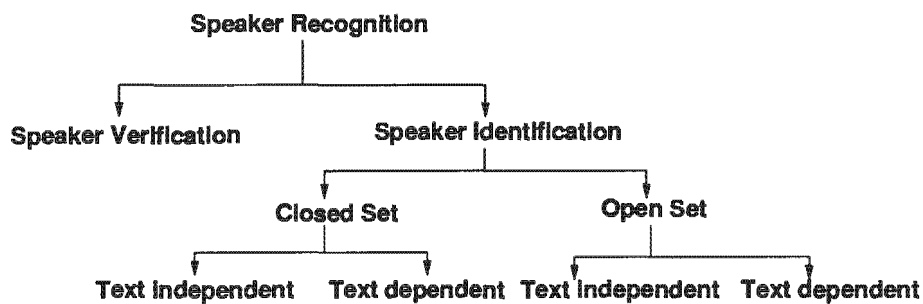 Speaker Recognition
Speaker Verification Speaker Identification
Closed Set Open Set
Text Independent Text dependent Text Independent Text dependent